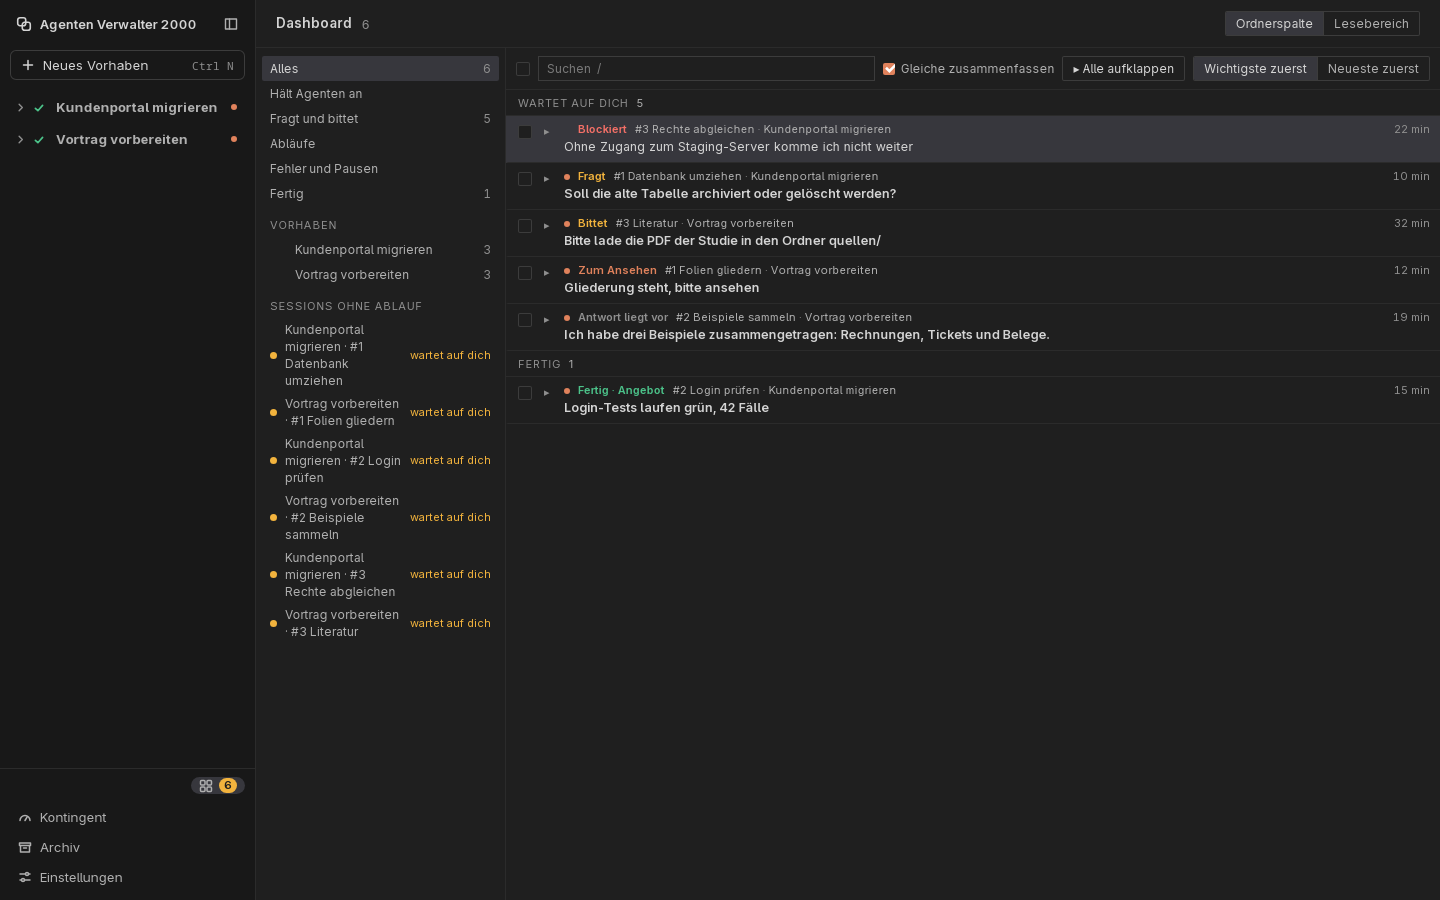 Agenten Verwalter 2000
Neues Vorhaben Ctrl N
Kundenportal migrieren
Vortrag vorbereiten
6
Kontingent
Archiv
Einstellungen
Dashboard 6
Ordnerspalte Lesebereich
Alles 6
Hält Agenten an
Fragt und bittet 5
Abläufe
Fehler und Pausen
Fertig 1
VORHABEN
Kundenportal migrieren 3
Vortrag vorbereiten 3
SESSIONS OHNE ABLAUF
Kundenportal
migrieren · #1
Datenbank
umziehen
wartet auf dich
Vortrag vorbereiten
· #1 Folien gliedern
wartet auf dich
Kundenportal
migrieren · #2 Login
prüfen
wartet auf dich
Vortrag vorbereiten
· #2 Beispiele
sammeln
wartet auf dich
Kundenportal
migrieren · #3
Rechte abgleichen
wartet auf dich
Vortrag vorbereiten
· #3 Literatur
wartet auf dich
Suchen /
Gleiche zusammenfassen
▸ Alle aufklappen
Wichtigste zuerst Neueste zuerst
WARTET AUF DICH 5
Blockiert #3 Rechte abgleichen · Kundenportal migrieren 22 min
Ohne Zugang zum Staging-Server komme ich nicht weiter
Fragt #1 Datenbank umziehen · Kundenportal migrieren 10 min
Soll die alte Tabelle archiviert oder gelöscht werden?
Bittet #3 Literatur · Vortrag vorbereiten 32 min
Bitte lade die PDF der Studie in den Ordner quellen/
Zum Ansehen #1 Folien gliedern · Vortrag vorbereiten 12 min
Gliederung steht, bitte ansehen
Antwort liegt vor #2 Beispiele sammeln · Vortrag vorbereiten 19 min
Ich habe drei Beispiele zusammengetragen: Rechnungen, Tickets und Belege.
FERTIG 1
Fertig · Angebot #2 Login prüfen · Kundenportal migrieren 15 min
Login-Tests laufen grün, 42 Fälle